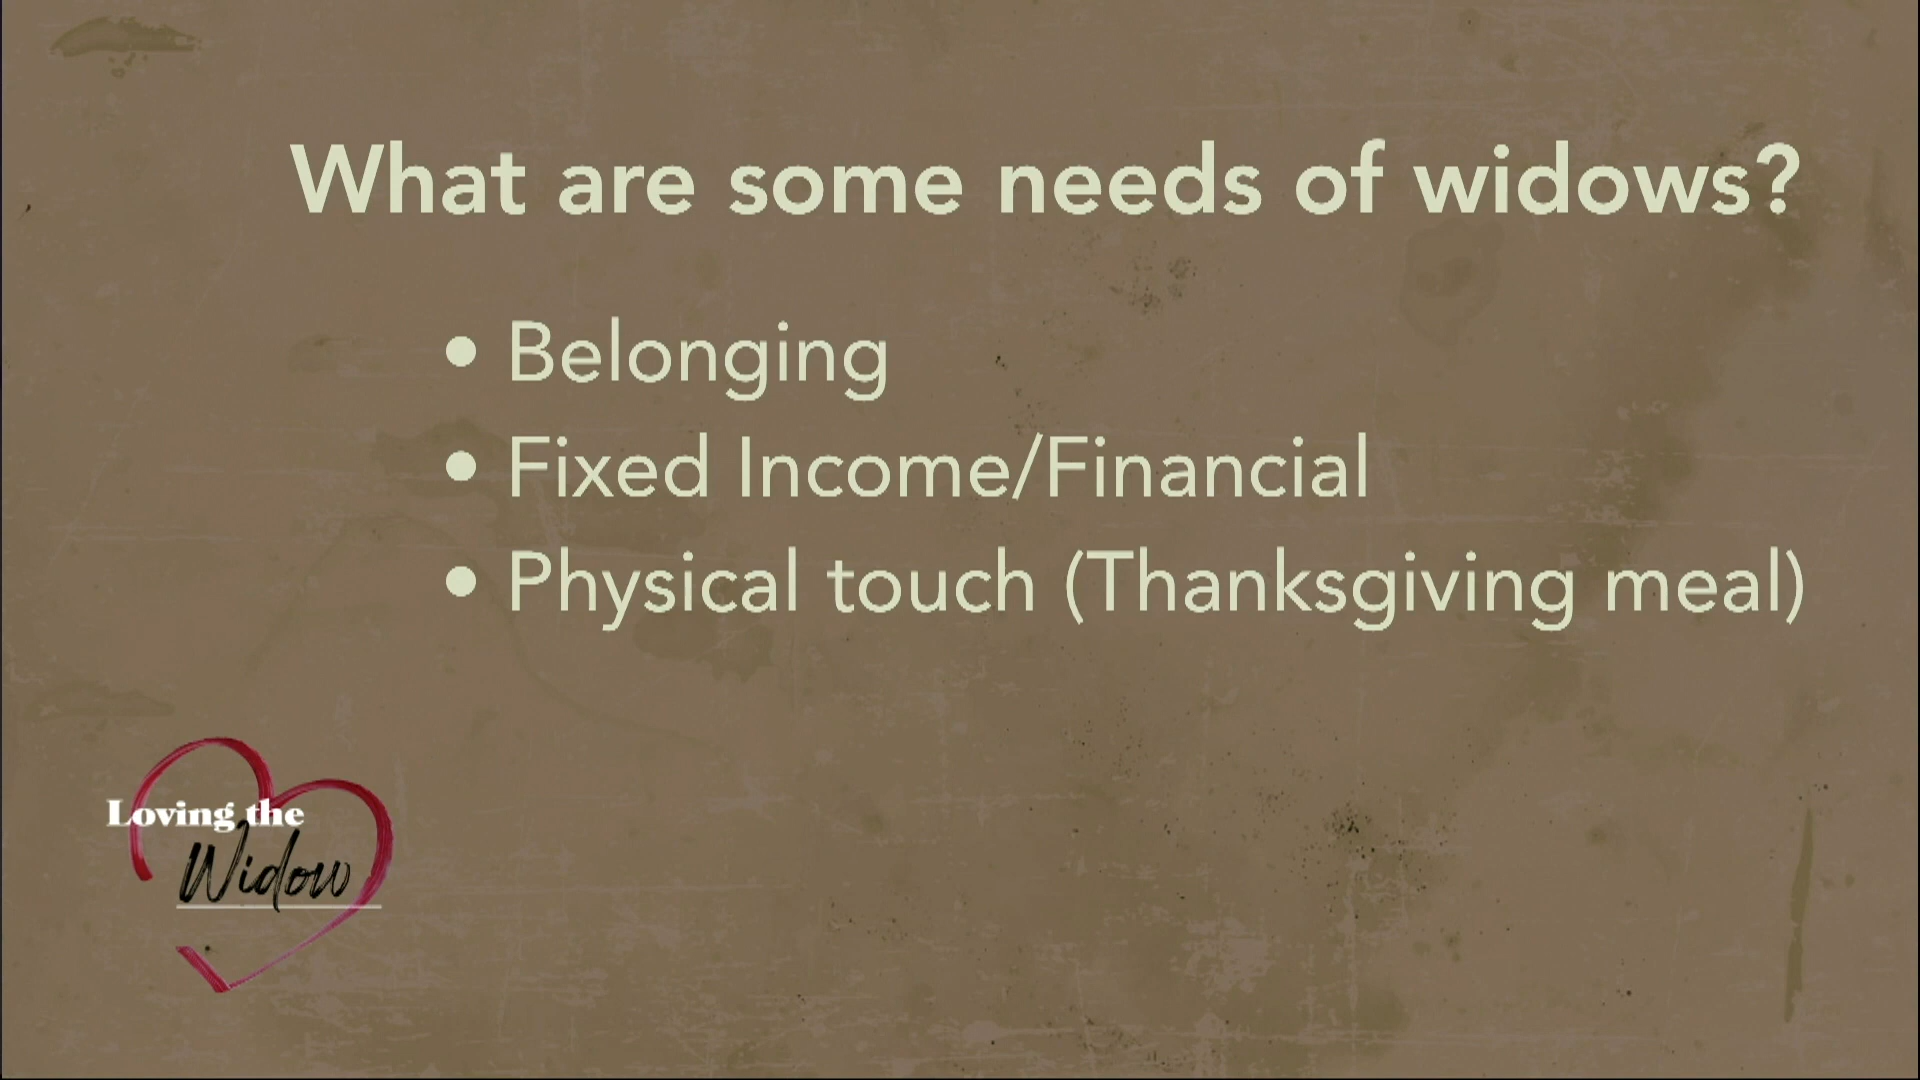 What are some needs of widows?
• Belonging
• Fixed Income/Financial
• Physical touch (Thanksgiving meal)
Loving the
Widow